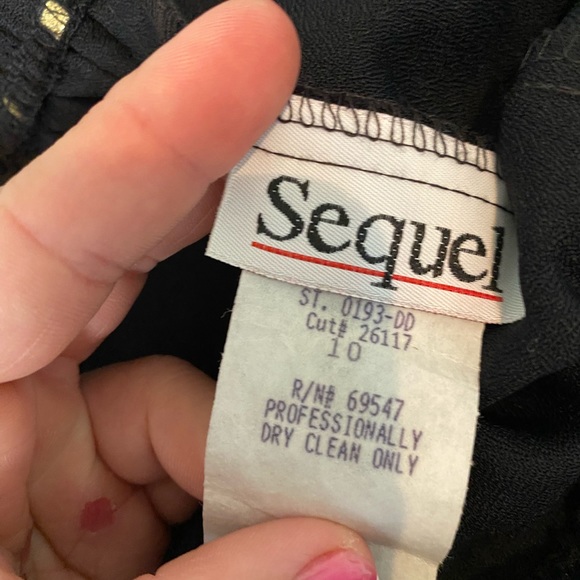 Sequel
ST. 0193-DD
Cut# 26117
10
R/N# 69547
PROFESSIONALLY
DRY CLEAN ONLY